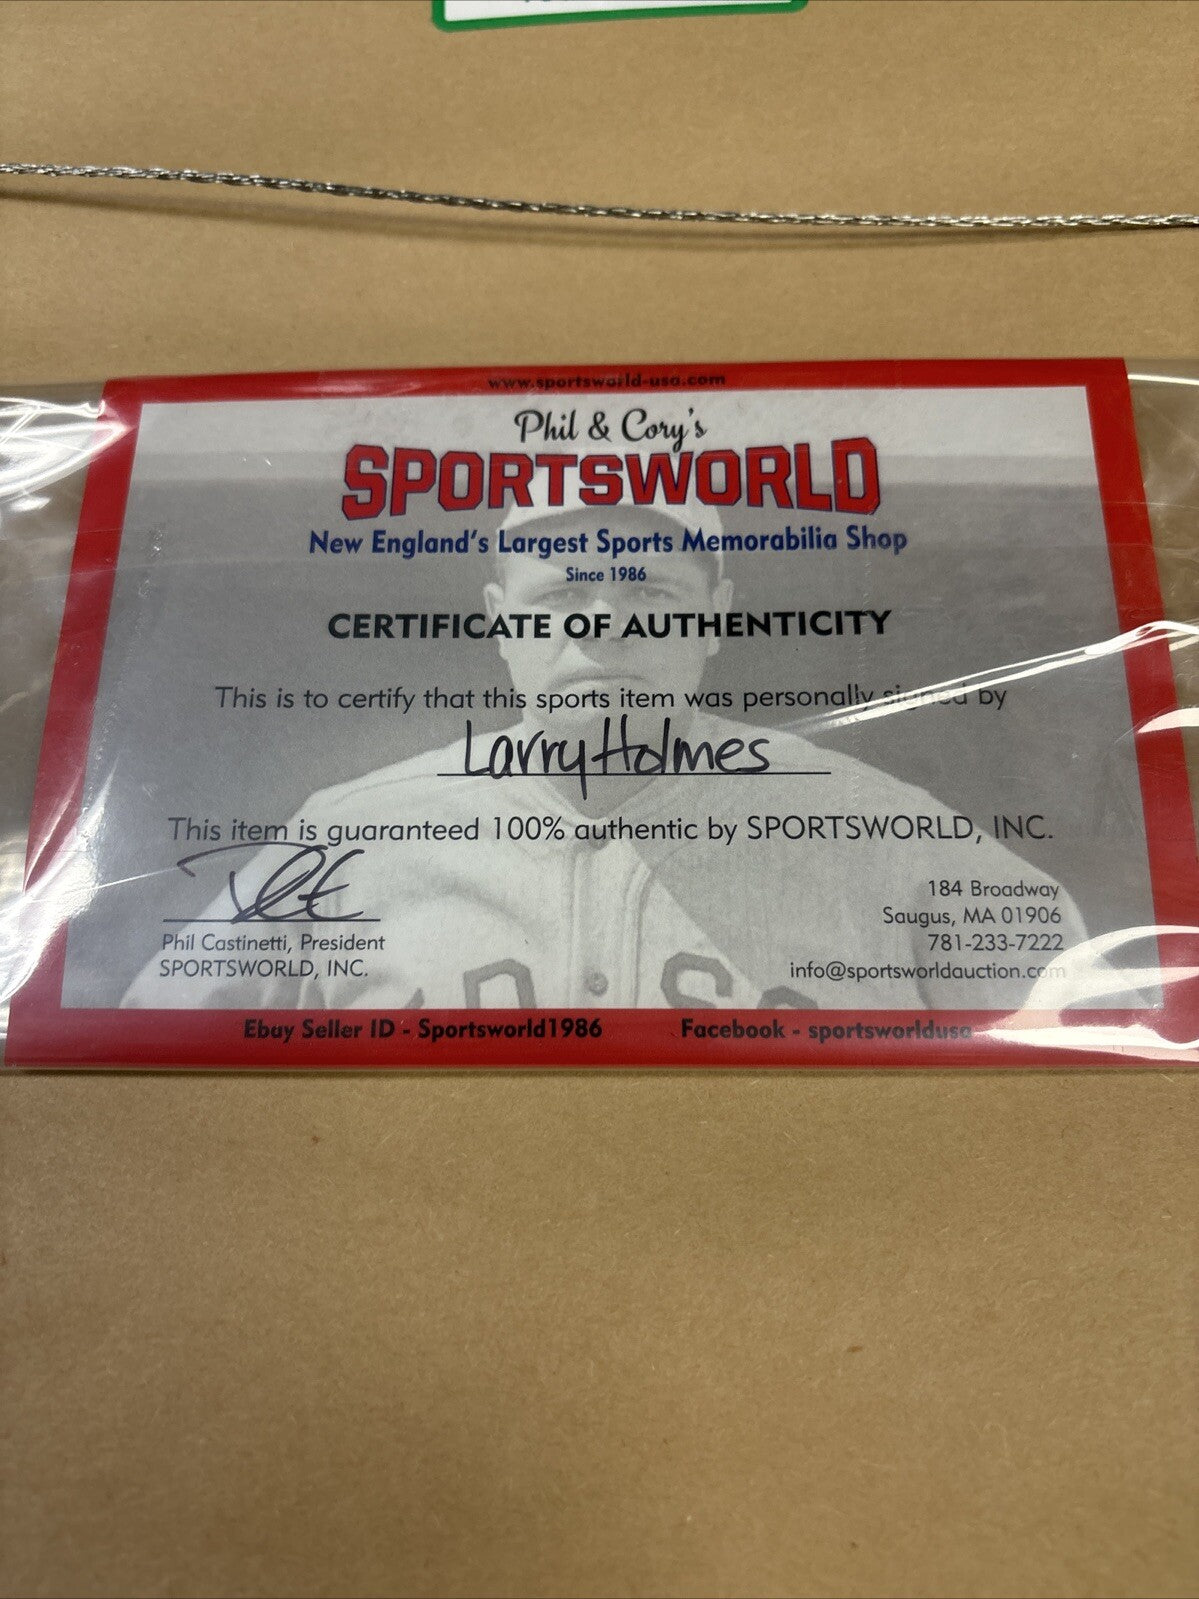 www.sportsworld-usa.com
Phil & Cory's
SPORTSWORLD
New England's Largest Sports Memorabilia Shop
Since 1986
CERTIFICATE OF AUTHENTICITY
This is to certify that this sports item was personally signed by
Larry Holmes
This item is guaranteed 100% authentic by SPORTSWORLD, INC.
Phil Castinetti, President
SPORTSWORLD, INC.
184 Broadway
Saugus, MA 01906
781-233-7222
info@sportsworldauction.com
Ebay Seller ID - Sportsworld1986
Facebook - sportsworldusa